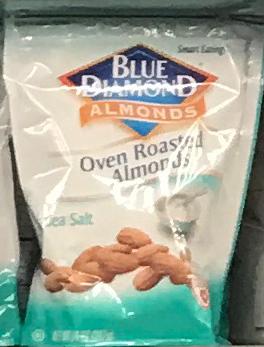 Smart Eating
BLUE
DIAMOND
ALMONDS
Oven Roasted
Almonds
Sea Salt